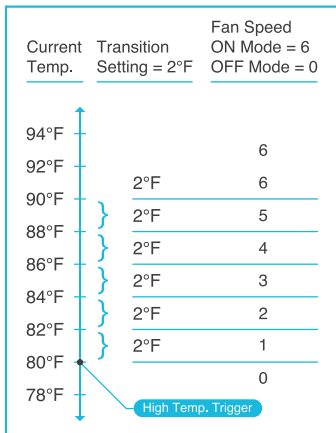 Current Temp.
Transition Setting = 2°F
Fan Speed
ON Mode = 6
OFF Mode = 0
94°F
6
92°F
2°F 6
90°F
2°F 5
88°F
2°F 4
86°F
2°F 3
84°F
2°F 2
82°F
2°F 1
80°F
0
78°F
High Temp. Trigger